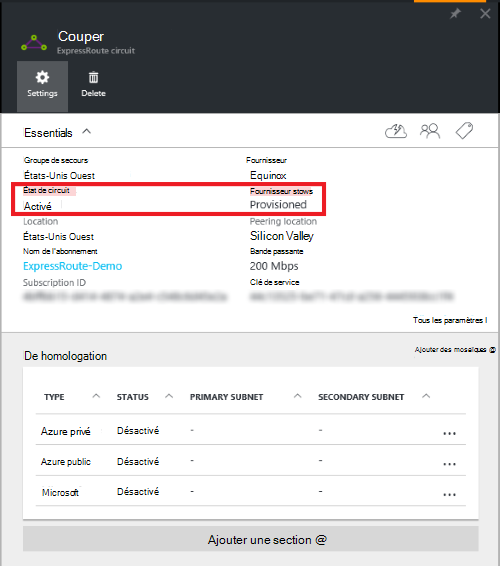 Couper
ExpressRoute circuit
Settings Delete
Essentials
Groupe de secours Fournisseur
États-Unis Ouest Equinox
État de circuit Fournisseur stows
Activé Provisioned
Location Peering location
États-Unis Ouest Silicon Valley
Nom de l'abonnement Bande passante
ExpressRoute-Demo 200 Mbps
Subscription ID Clé de service
Tous les paramètres l
De homologation Ajouter des mosaïques @
TYPE STATUS PRIMARY SUBNET SECONDARY SUBNET
Azure privé Désactivé - - ...
Azure public Désactivé - - ...
Microsoft Désactivé - - ...
Ajouter une section @